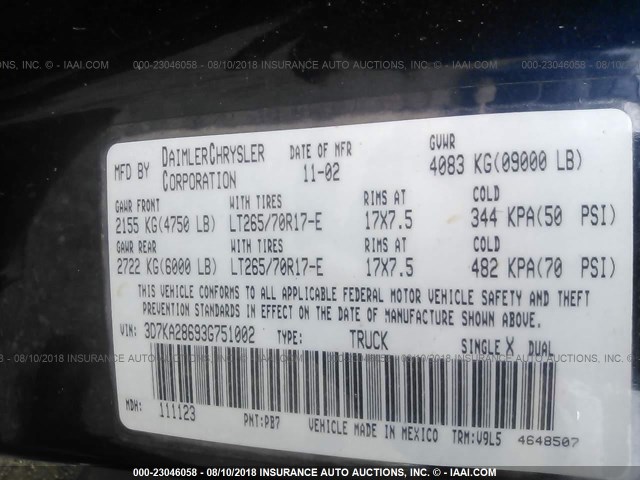 INC. - © IAAI.COM 000-23046058 - 08/10/2018 INSURANCE AUTO AUCTIONS, INC. - © IAAI.COM 000-23046058 - 08/10/2018
MFD BY DAIMLERCHRYSLER CORPORATION DATE OF MFR 11-02 GVWR 4083 KG(09000 LB)
GAWR FRONT WITH TIRES RIMS AT COLD
2155 KG(4750 LB) LT265/70R17-E 17X7.5 344 KPA(50 PSI)
GAWR REAR WITH TIRES RIMS AT COLD
2722 KG(6000 LB) LT265/70R17-E 17X7.5 482 KPA(70 PSI)
THIS VEHICLE CONFORMS TO ALL APPLICABLE FEDERAL MOTOR VEHICLE SAFETY AND THEFT
PREVENTION STANDARDS IN EFFECT ON THE DATE OF MANUFACTURE SHOWN ABOVE.
VIN: 3D7KA28693G751002 TYPE: TRUCK SINGLE X DUAL
MDH: 111123 PNT:PB7 VEHICLE MADE IN MEXICO TRM:V9L5 4648507
000-23046058 - 08/10/2018 INSURANCE AUTO AUCTIONS, INC. - © IAAI.COM